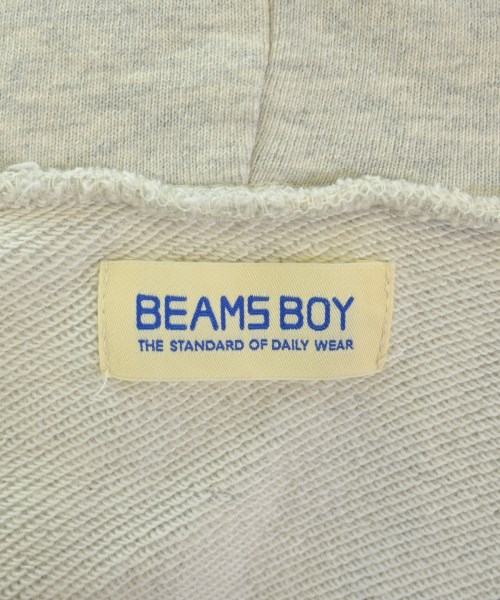 BEAMS BOY
THE STANDARD OF DAILY WEAR